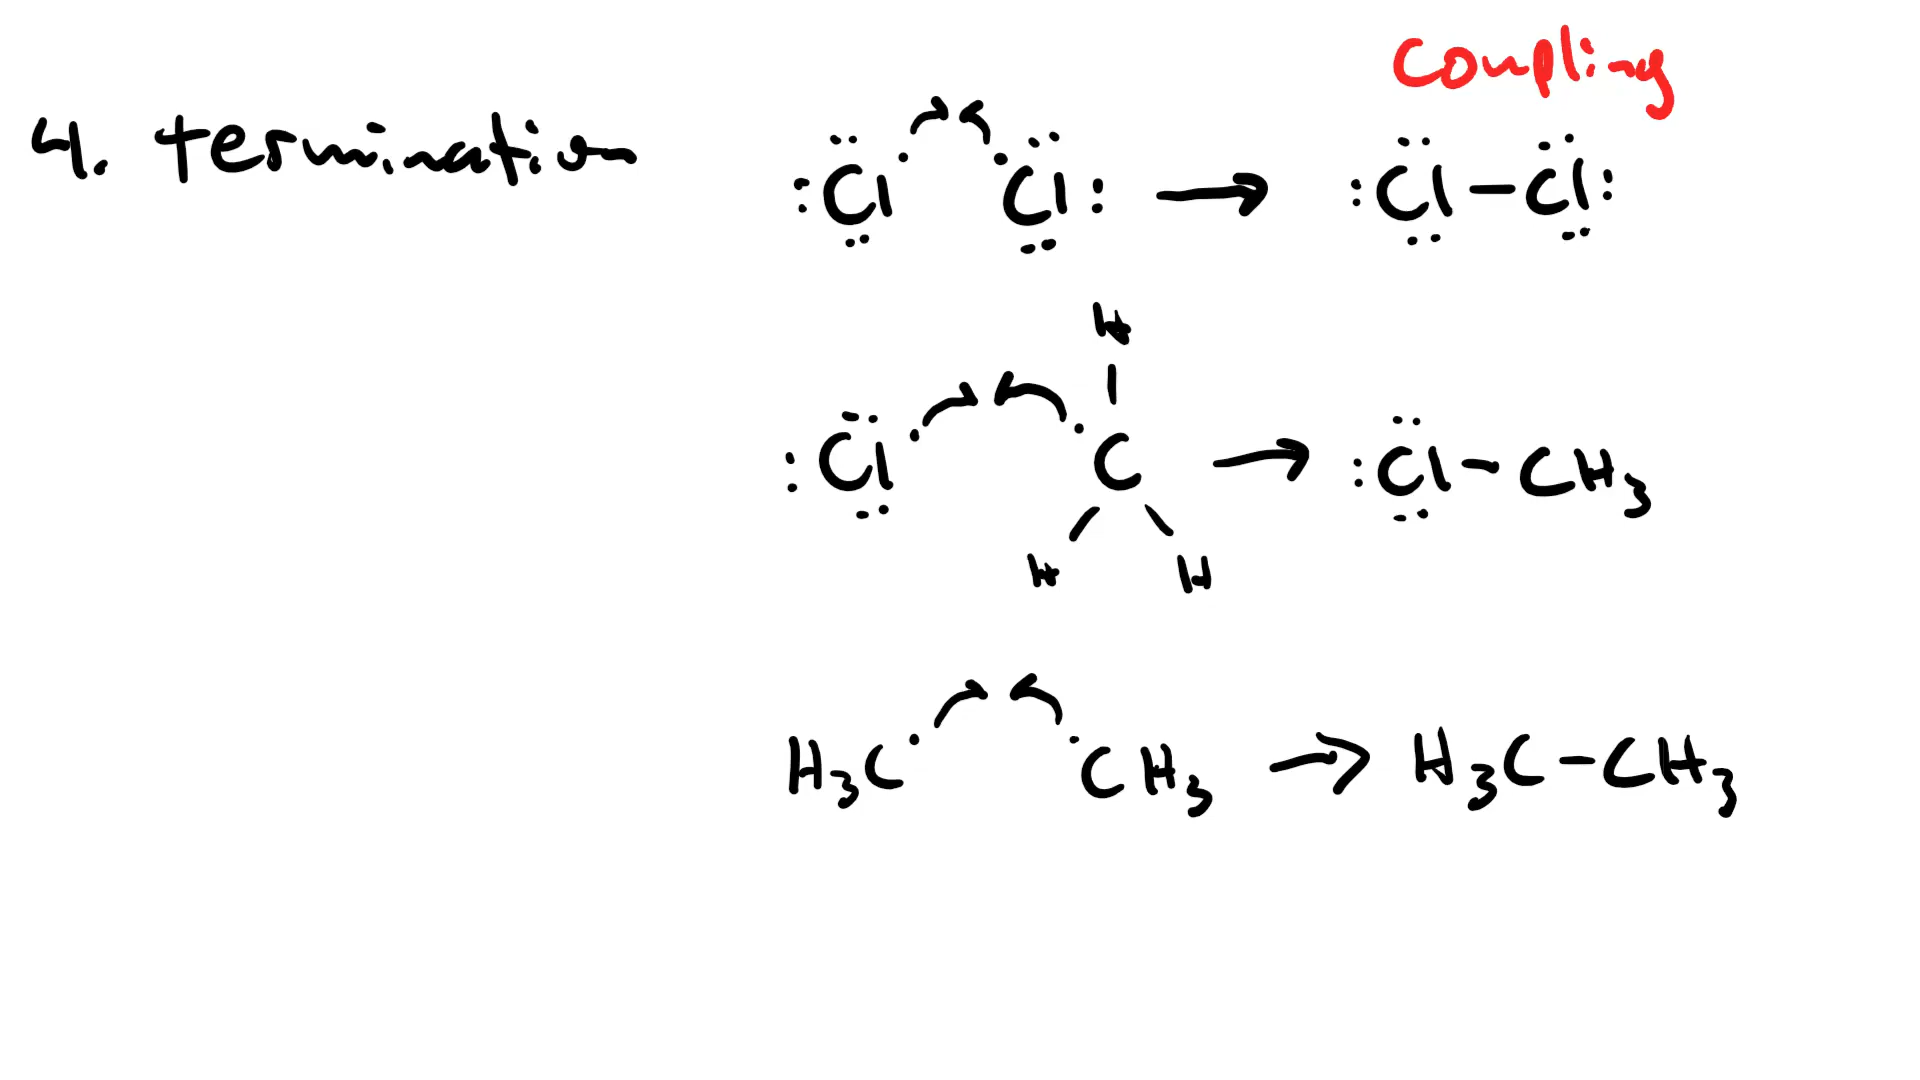 coupling
4. termination
:Cl· ·Cl: → :Cl-Cl:
H
:Cl· ·C → :Cl-CH₃
H H
H₃C· ·CH₃ → H₃C-CH₃